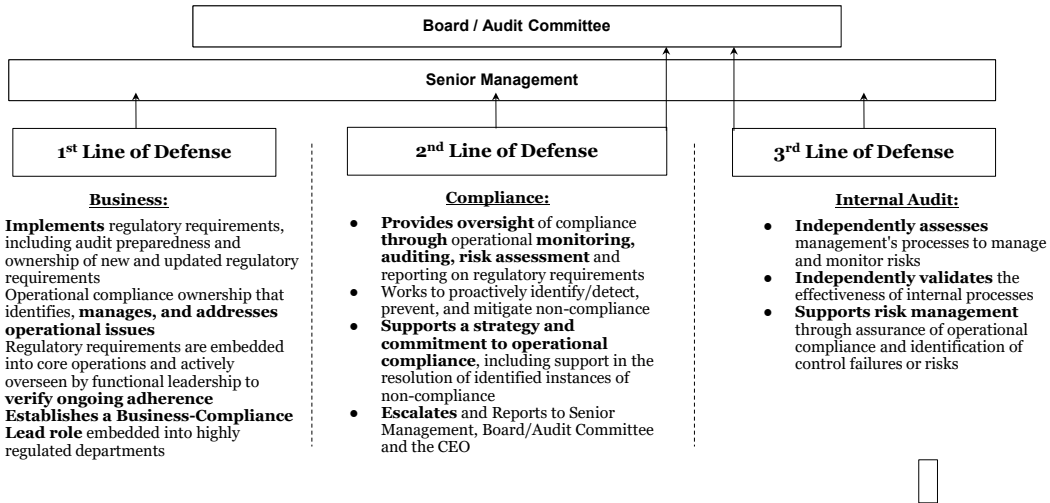 Board / Audit Committee
Senior Management
1st Line of Defense
2nd Line of Defense
3rd Line of Defense
Business:
Implements regulatory requirements,
including audit preparedness and
ownership of new and updated regulatory
requirements
Operational compliance ownership that
identifies, manages, and addresses
operational issues
Regulatory requirements are embedded
into core operations and actively
overseen by functional leadership to
verify ongoing adherence
Establishes a Business-Compliance
Lead role embedded into highly
regulated departments
Compliance:
● Provides oversight of compliance
through operational monitoring,
auditing, risk assessment and
reporting on regulatory requirements
● Works to proactively identify/detect,
prevent, and mitigate non-compliance
● Supports a strategy and
commitment to operational
compliance, including support in the
resolution of identified instances of
non-compliance
● Escalates and Reports to Senior
Management, Board/Audit Committee
and the CEO
Internal Audit:
● Independently assesses
management's processes to manage
and monitor risks
● Independently validates the
effectiveness of internal processes
● Supports risk management
through assurance of operational
compliance and identification of
control failures or risks